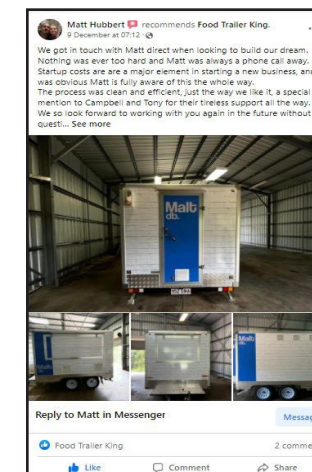 Matt Hubbert recommends Food Trailer King.
9 December at 07:12
We got in touch with Matt direct when looking to build our dream.
Nothing was ever too hard and Matt was always a phone call away.
Startup costs are are a major element in starting a new business, and
was obvious Matt is fully aware of this the whole way.
The process was clean and efficient, just the way we like it, a special
mention to Campbell and Tony for their tireless support all the way.
We so look forward to working with you again in the future without
questi... See more
Malt
db.
Malt
db.
Reply to Matt in Messenger
Messa
Food Trailer King
2 comme
Like
Comment
Share